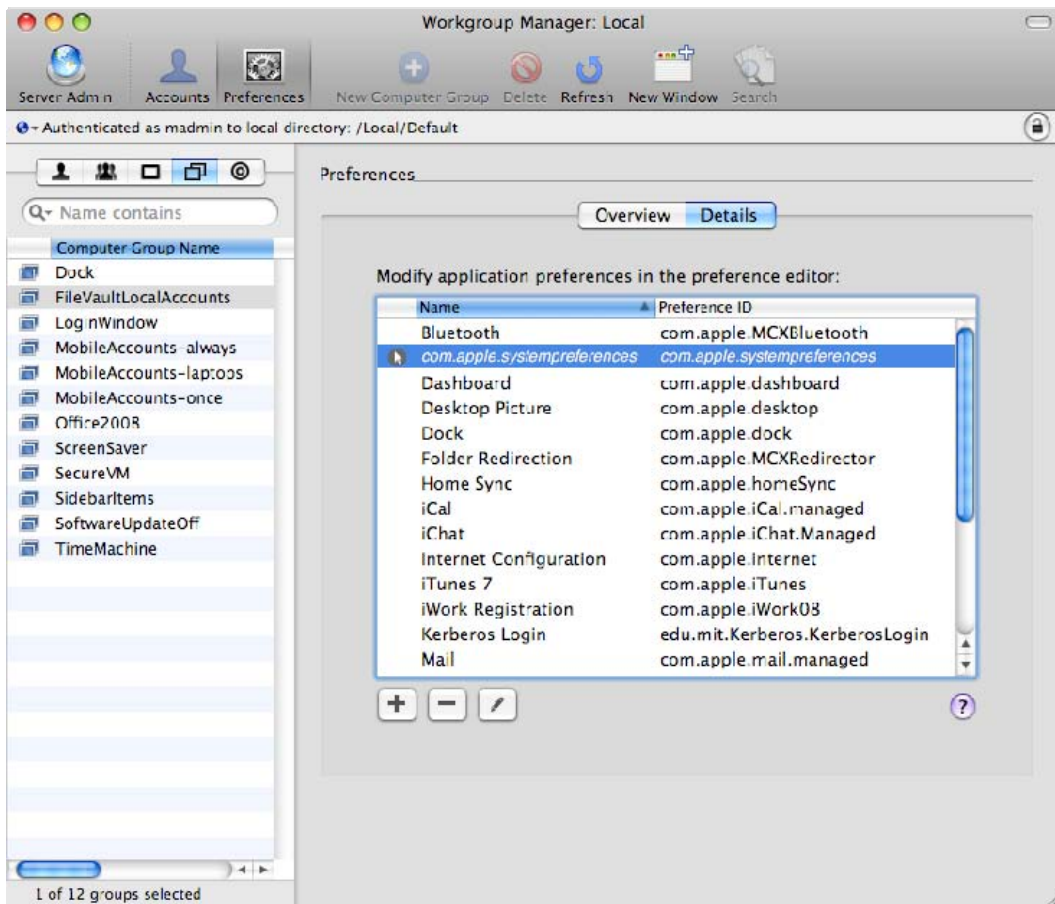 Workgroup Manager: Local
Server Admin Accounts Preferences New Computer Group Delete Refresh New Window Search
Authenticated as madmin to local directory: /Local/Default
Preferences
Name contains
Overview Details
Computer Group Name
Dock
FileVaultLocalAccounts
LoginWindow
MobileAccounts-always
MobileAccounts-laptops
MobileAccounts-once
Office2008
ScreenSaver
SecureVM
SidebarItems
SoftwareUpdateOff
TimeMachine
Modify application preferences in the preference editor:
Name Preference ID
Bluetooth com.apple.MCXBluetooth
com.apple.systempreferences com.apple.systempreferences
Dashboard com.apple.dashboard
Desktop Picture com.apple.desktop
Dock com.apple.dock
Folder Redirection com.apple.MCXRedirector
Home Sync com.apple.homeSync
iCal com.apple.iCal.managed
iChat com.apple.iChat.Managed
Internet Configuration com.apple.internet
iTunes 7 com.apple.iTunes
iWork Registration com.apple.iWork08
Kerberos Login edu.mit.Kerberos.KerberosLogin
Mail com.apple.mail.managed
1 of 12 groups selected